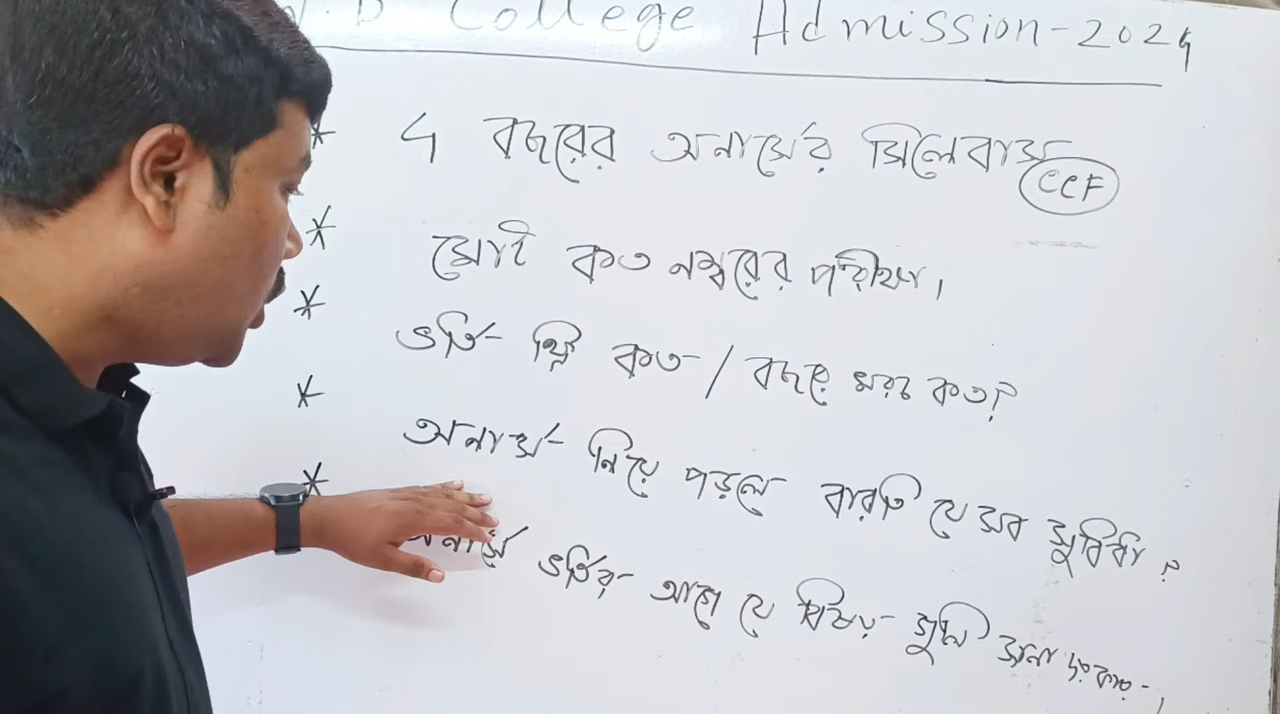 W.B College Admission-2024
* 4 বছরের অনার্সের সিলেবাস CCF
* মোট কত নম্বরের পরীক্ষা।
* ভর্তি ফি কত / বছরে খরচ কত?
* অনার্স নিয়ে পড়লে বারতি যে সব সুবিধা?
* অনার্সে ভর্তির আগে যে বিষয় গুলি জানা দরকার।